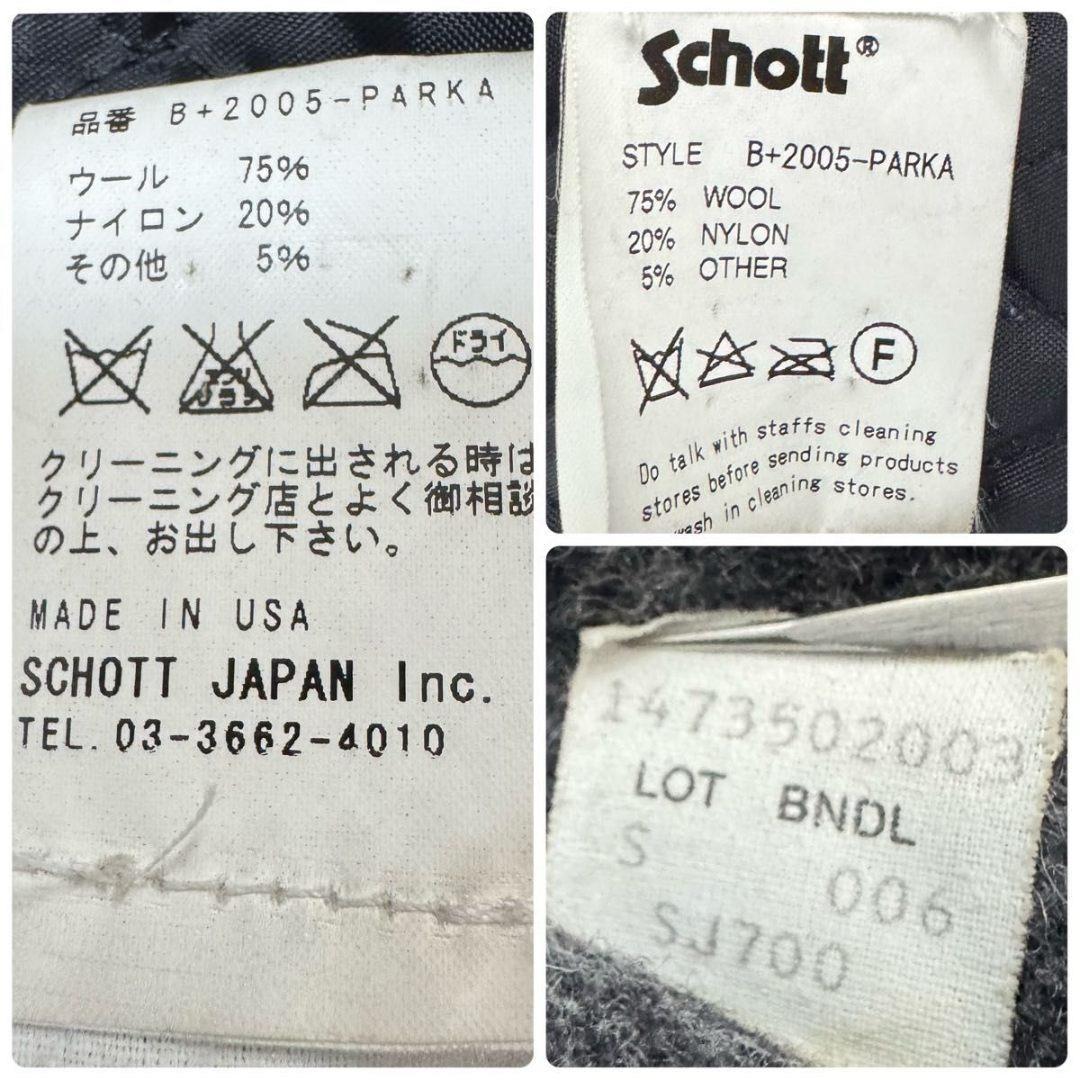 品番 B+2005-PARKA
ウール 75%
ナイロン 20%
その他 5%
ドライ
クリーニングに出される時は
クリーニング店とよく御相談
の上、お出し下さい。
MADE IN USA
SCHOTT JAPAN Inc.
TEL. 03-3662-4010
Schott®
STYLE B+2005-PARKA
75% WOOL
20% NYLON
5% OTHER
F
Do talk with staffs cleaning
stores before sending products
in cleaning stores.
1473502003
LOT BNDL
S 006
SJ700